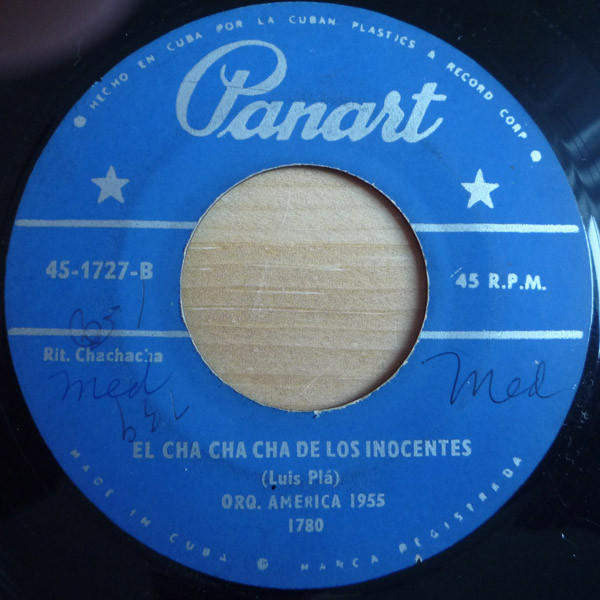 HECHO EN CUBA POR LA CUBAN PLASTICS & RECORD CORP
Panart
45-1727-B
45 R.P.M.
Rit. Chachacha
Med
Med
EL CHA CHA CHA DE LOS INOCENTES
(Luis Plá)
ORQ. AMERICA 1955
1780
MADE IN CUBA
MARCA REGISTRADA